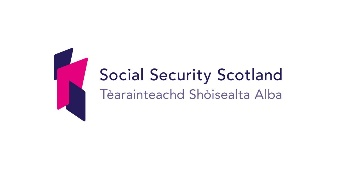 Social Security Scotland
Tèarainteachd Shòisealta Alba